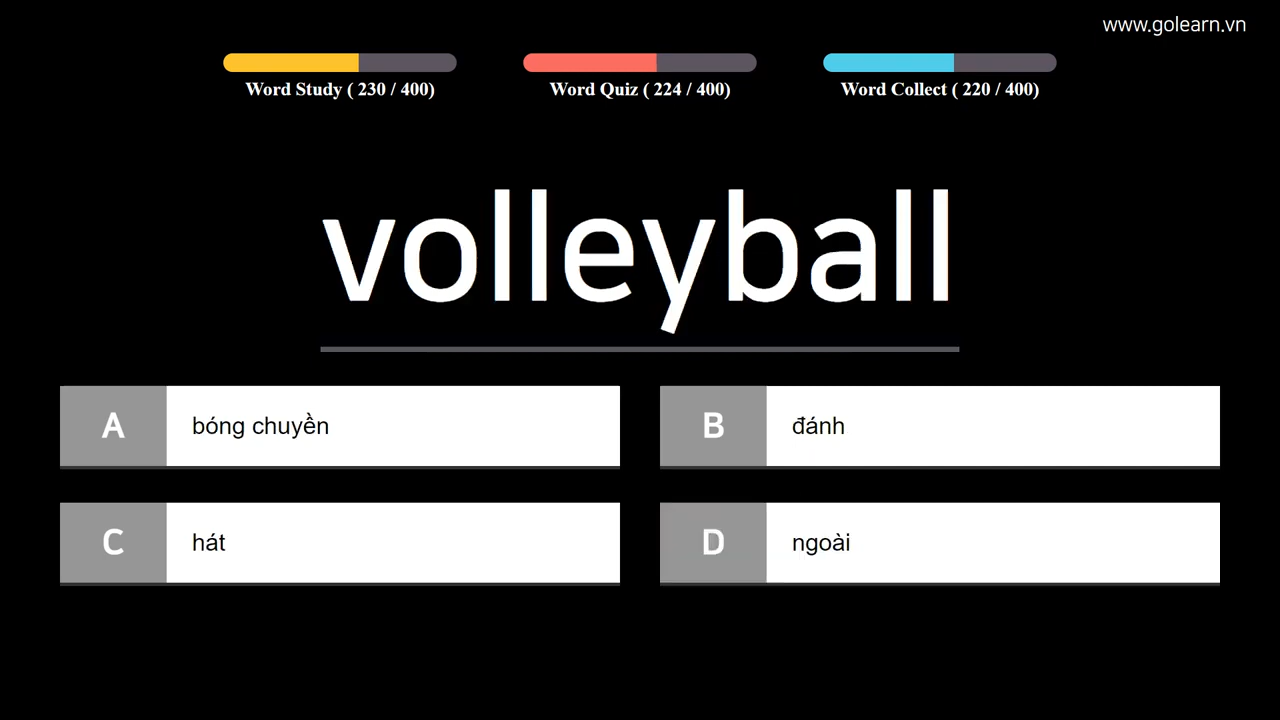 www.golearn.vn
Word Study ( 230 / 400)
Word Quiz ( 224 / 400)
Word Collect ( 220 / 400)
volleyball
A
bóng chuyền
B
đánh
C
hát
D
ngoài